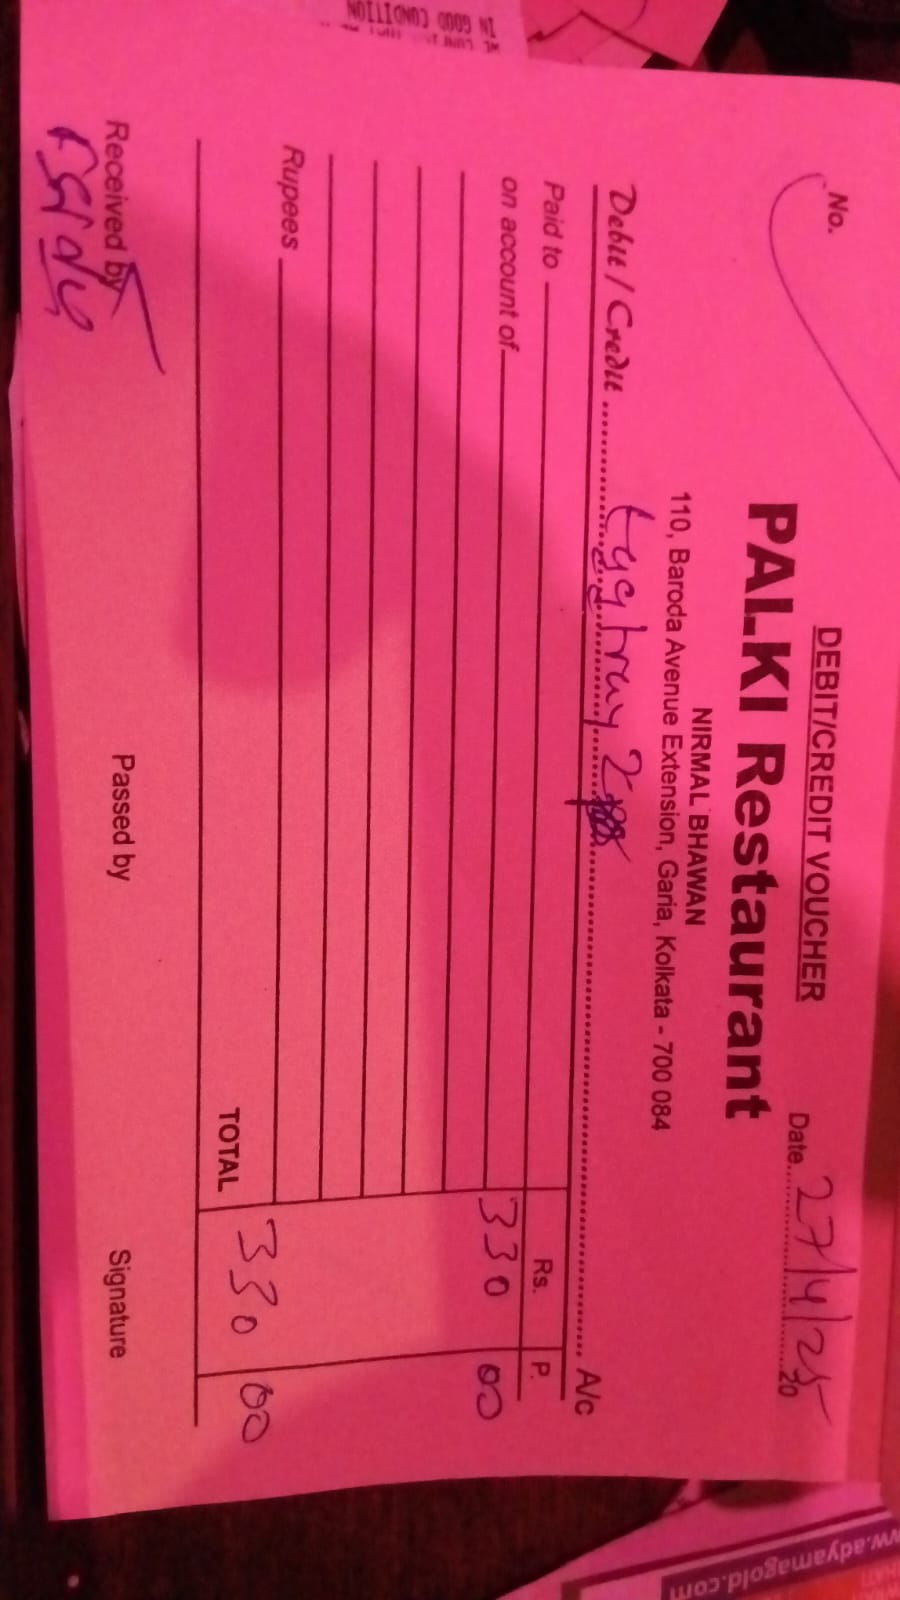 IN GOOD CONDITION
DEBIT/CREDIT VOUCHER
No.
Date 27/4/25 20
PALKI Restaurant
NIRMAL BHAWAN
110, Baroda Avenue Extension, Garia, Kolkata - 700 084
Debit / Credit A/c
Paid to
Rs. P.
on account of
330 00
Rupees
TOTAL 330 00
Received by
Passed by
Signature
ww.adyamagold.com